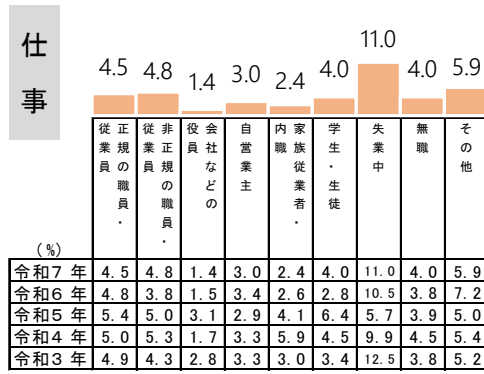 仕事
4.5 4.8 1.4 3.0 2.4 4.0 11.0 4.0 5.9
正規の職員・従業員
非正規の職員・従業員
会社などの役員
自営業主
家族従業者・内職
学生・生徒
失業中
無職
その他
(%)
令和7 年 4.5 4.8 1.4 3.0 2.4 4.0 11.0 4.0 5.9
令和6 年 4.8 3.8 1.5 3.4 2.6 2.8 10.5 3.8 7.2
令和5 年 5.4 5.0 3.1 2.9 4.1 6.4 5.7 3.9 5.0
令和4 年 5.0 5.3 1.7 3.3 5.9 4.5 9.9 4.5 5.4
令和3 年 4.9 4.3 2.8 3.3 3.0 3.4 12.5 3.8 5.2